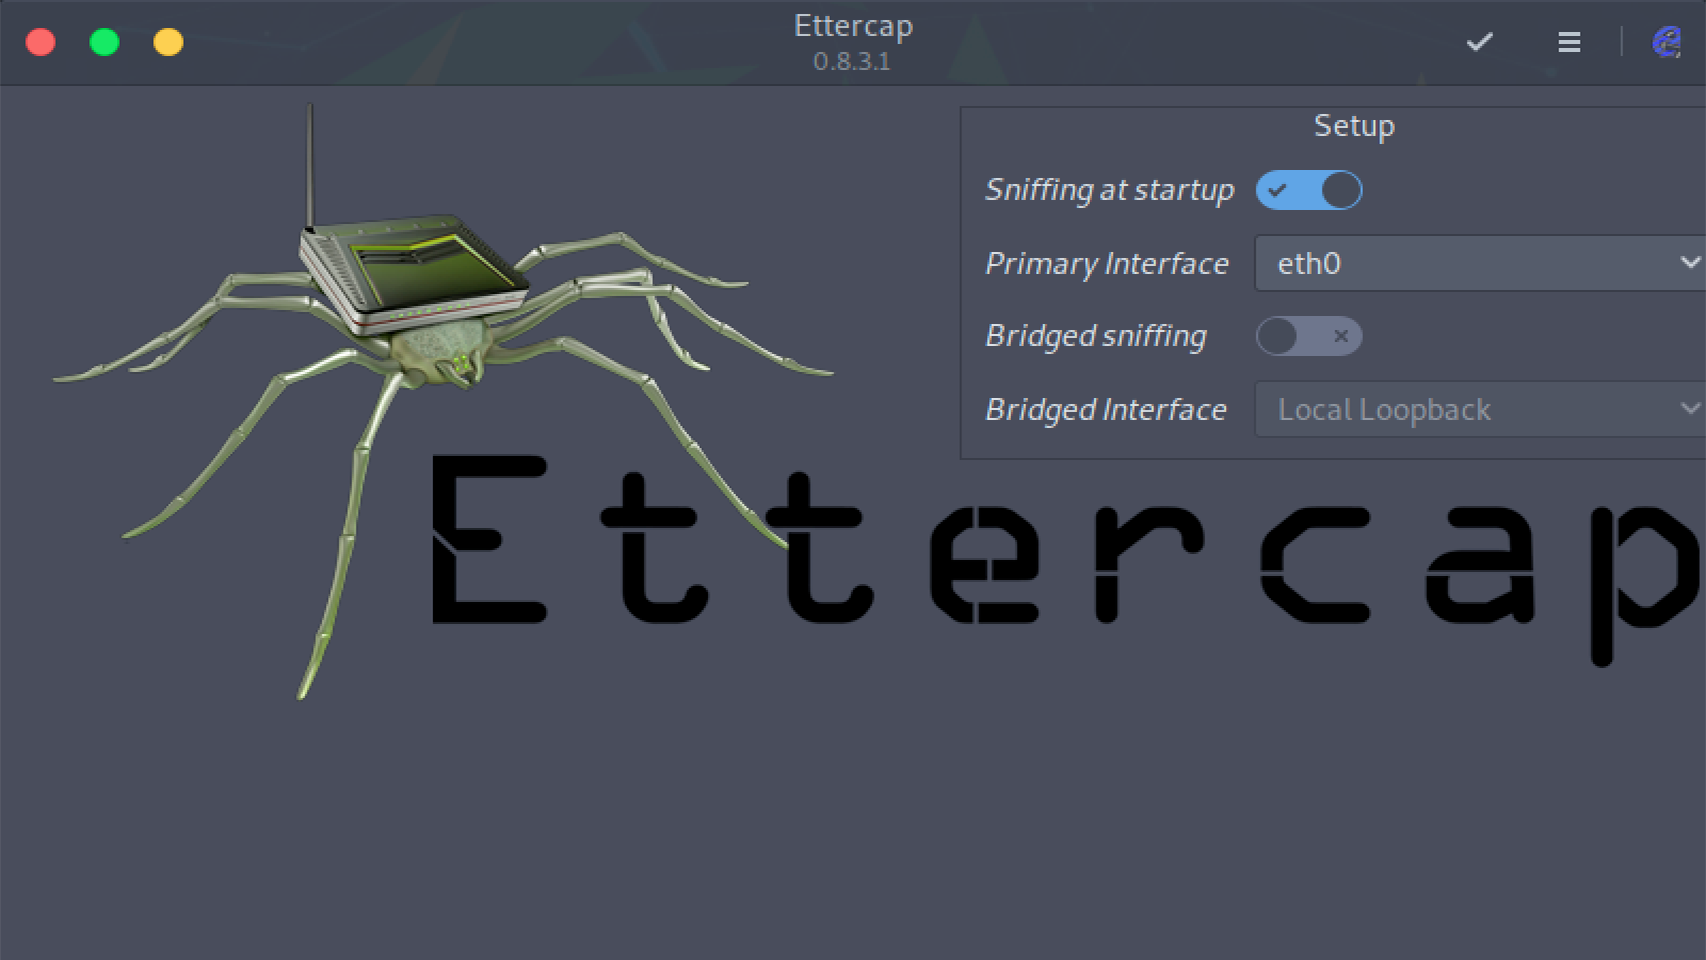 Ettercap
0.8.3.1
Setup
Sniffing at startup
Primary Interface eth0
Bridged sniffing
Bridged Interface Local Loopback
Ettercap